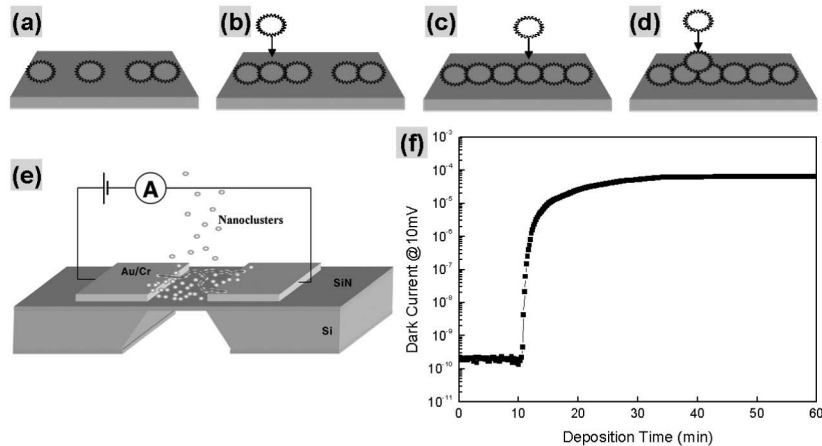 (a)
(b)
(c)
(d)
(e)
A
Nanoclusters
Au/Cr
SiN
Si
(f)
Dark Current @10mV
10⁻³
10⁻⁴
10⁻⁵
10⁻⁶
10⁻⁷
10⁻⁸
10⁻⁹
10⁻¹⁰
10⁻¹¹
0 10 20 30 40 50 60
Deposition Time (min)